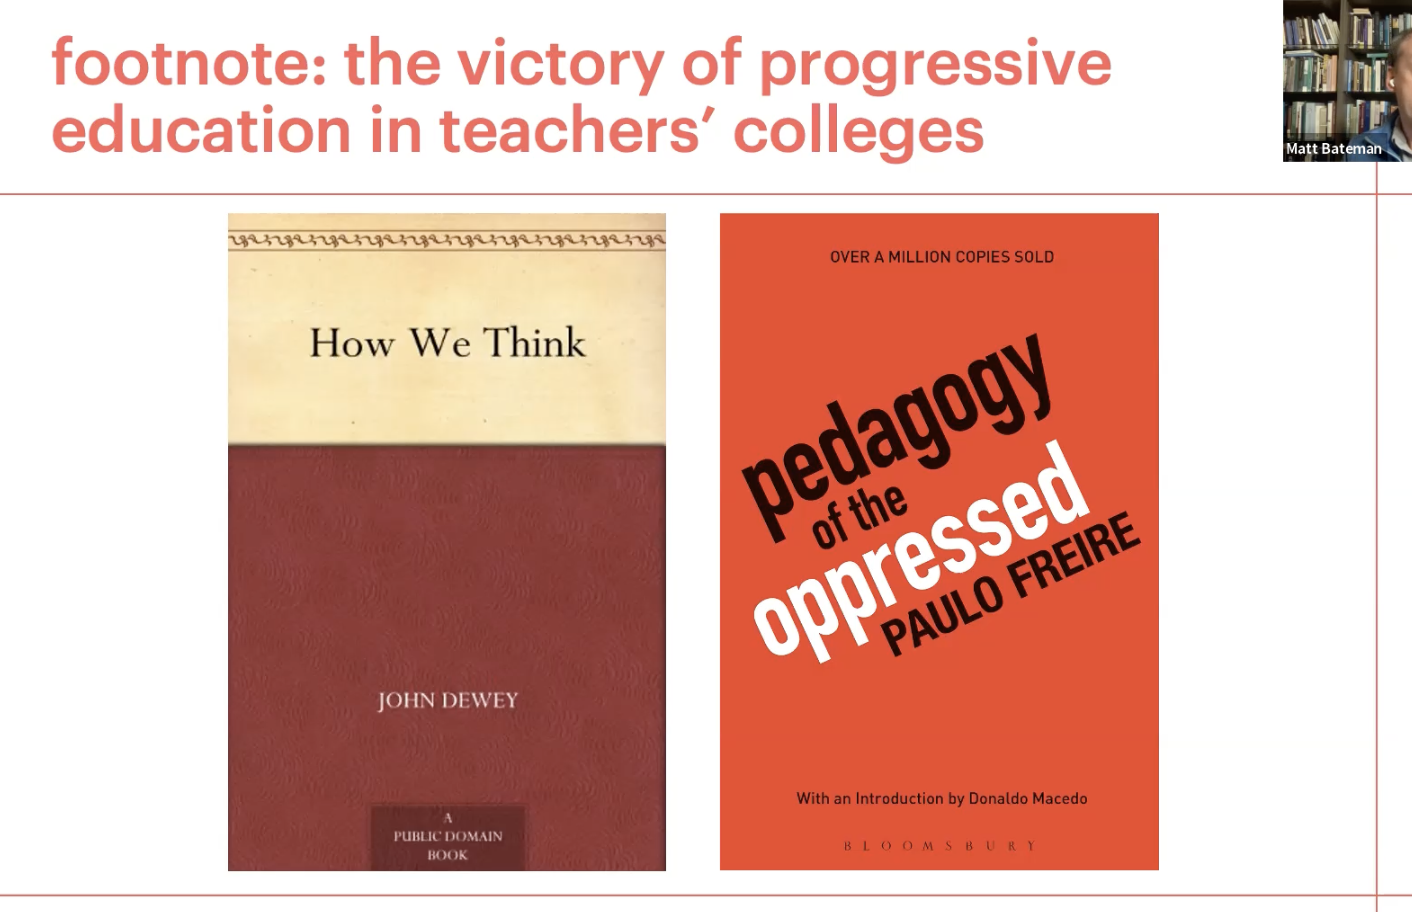 footnote: the victory of progressive
education in teachers’ colleges
Matt Bateman
How We Think
JOHN DEWEY
A
PUBLIC DOMAIN
BOOK
OVER A MILLION COPIES SOLD
pedagogy
of the
oppressed
PAULO FREIRE
With an Introduction by Donaldo Macedo
BLOOMSBURY